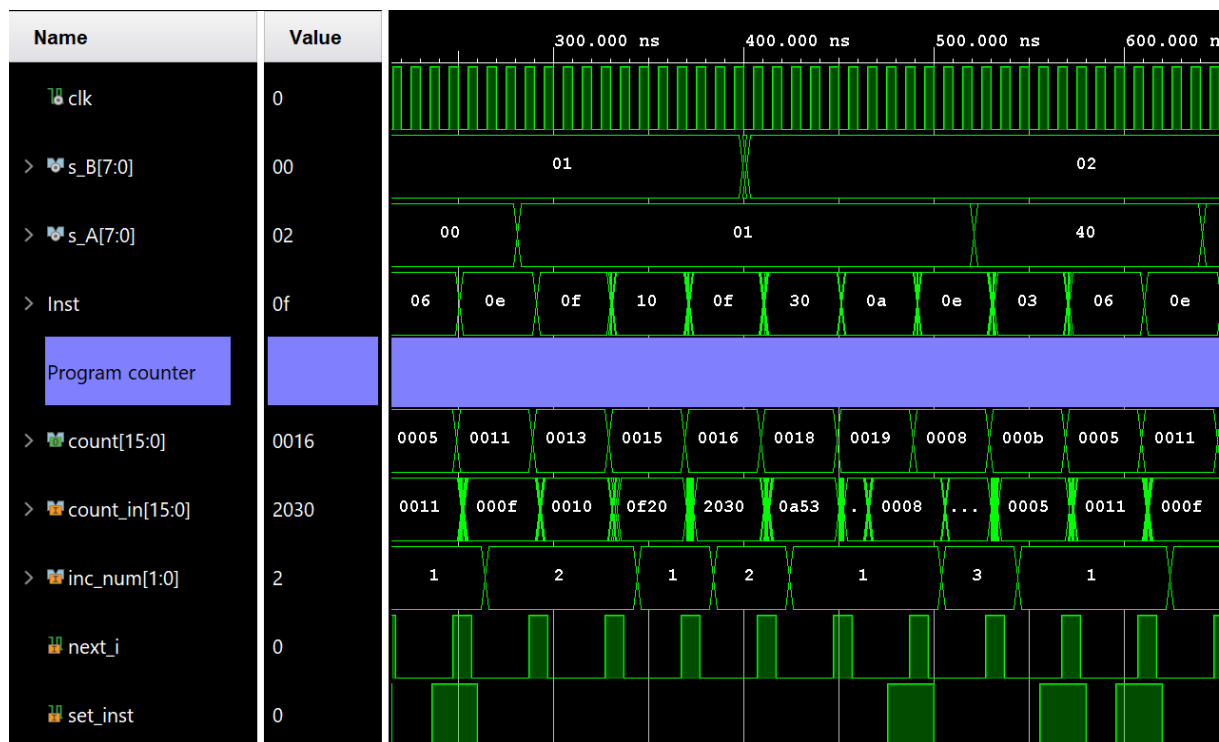 Name Value 300.000 ns 400.000 ns 500.000 ns 600.000 n
clk 0
s_B[7:0] 00 01 02
s_A[7:0] 02 00 01 40
Inst 0f 06 0e 0f 10 0f 30 0a 0e 03 06 0e
Program counter
count[15:0] 0016 0005 0011 0013 0015 0016 0018 0019 0008 000b 0005 0011
count_in[15:0] 2030 0011 000f 0010 0f20 2030 0a53 . 0008 ... 0005 0011 000f
inc_num[1:0] 2 1 2 1 2 1 3 1
next_i 0
set_inst 0